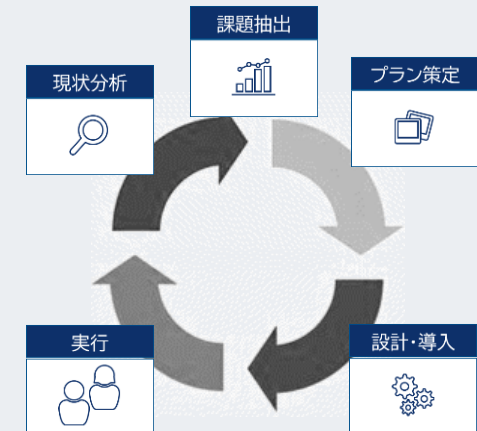 課題抽出
現状分析
プラン策定
実行
設計・導入